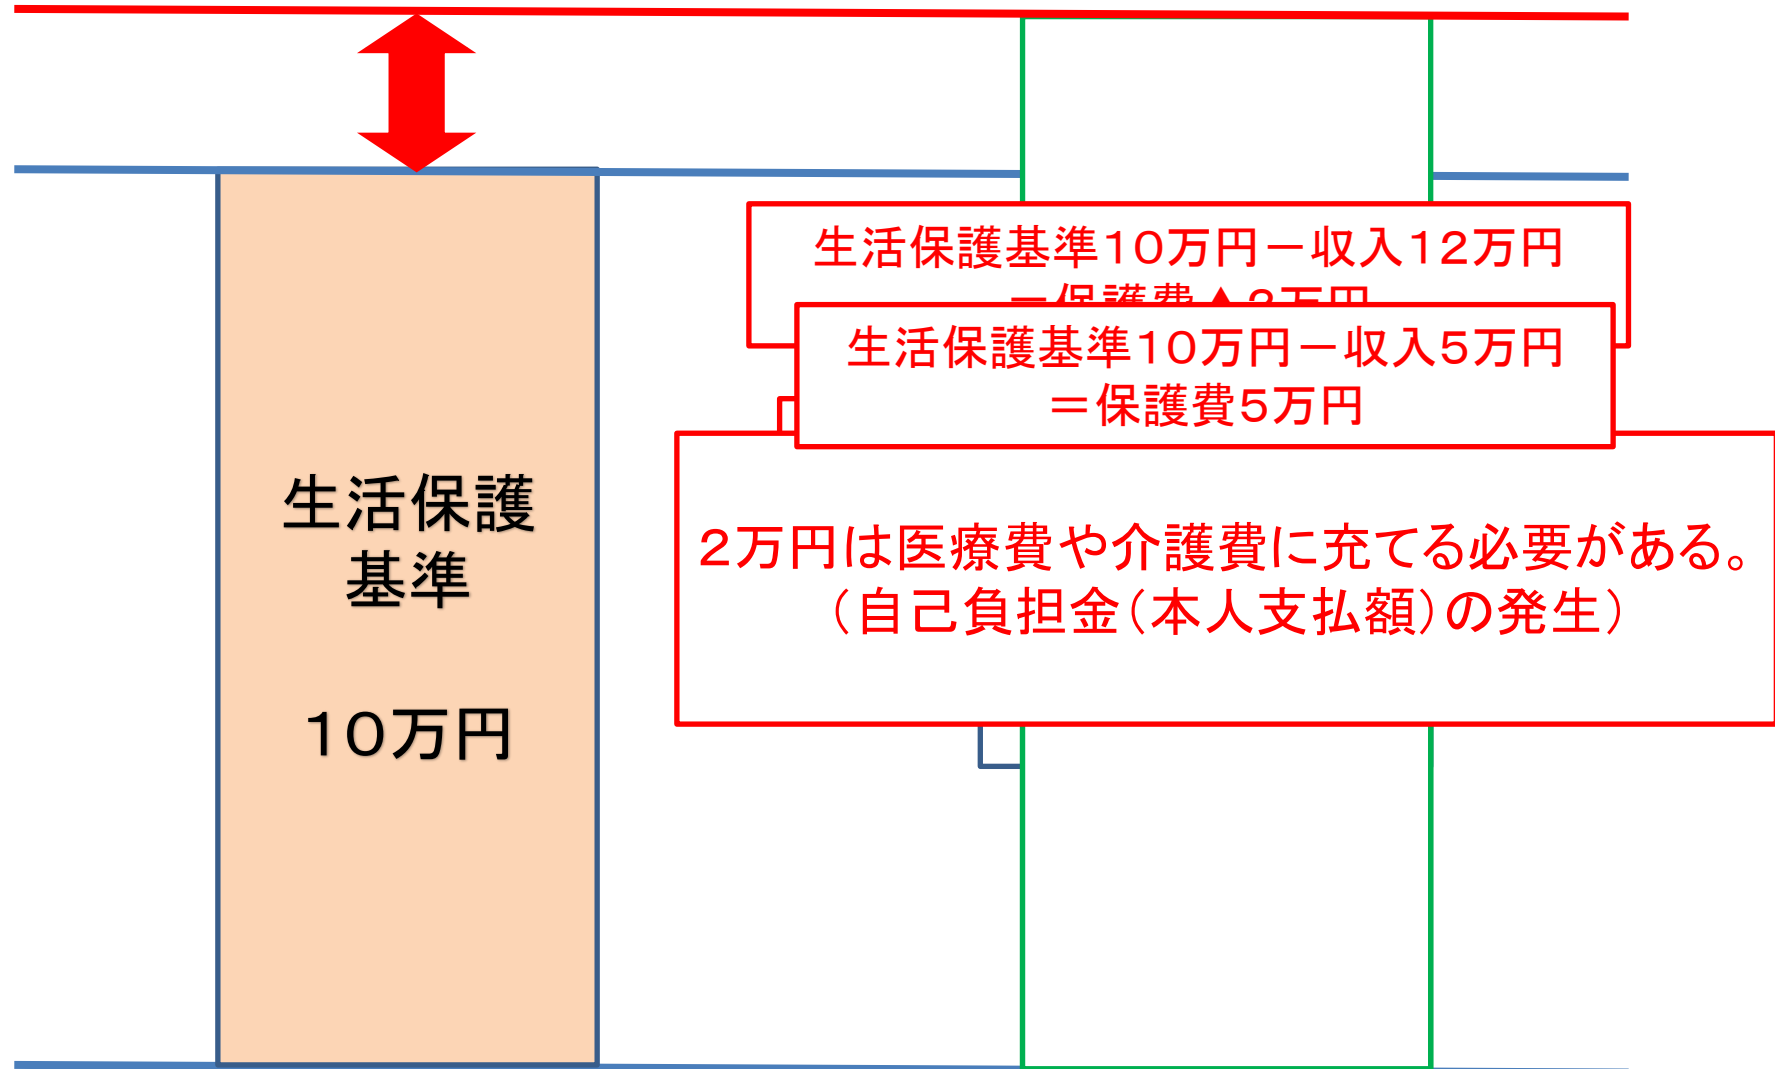 生活保護
基準
10万円
生活保護基準10万円－収入12万円
生活保護基準10万円－収入5万円
＝保護費5万円
2万円は医療費や介護費に充てる必要がある。
（自己負担金（本人支払額）の発生）